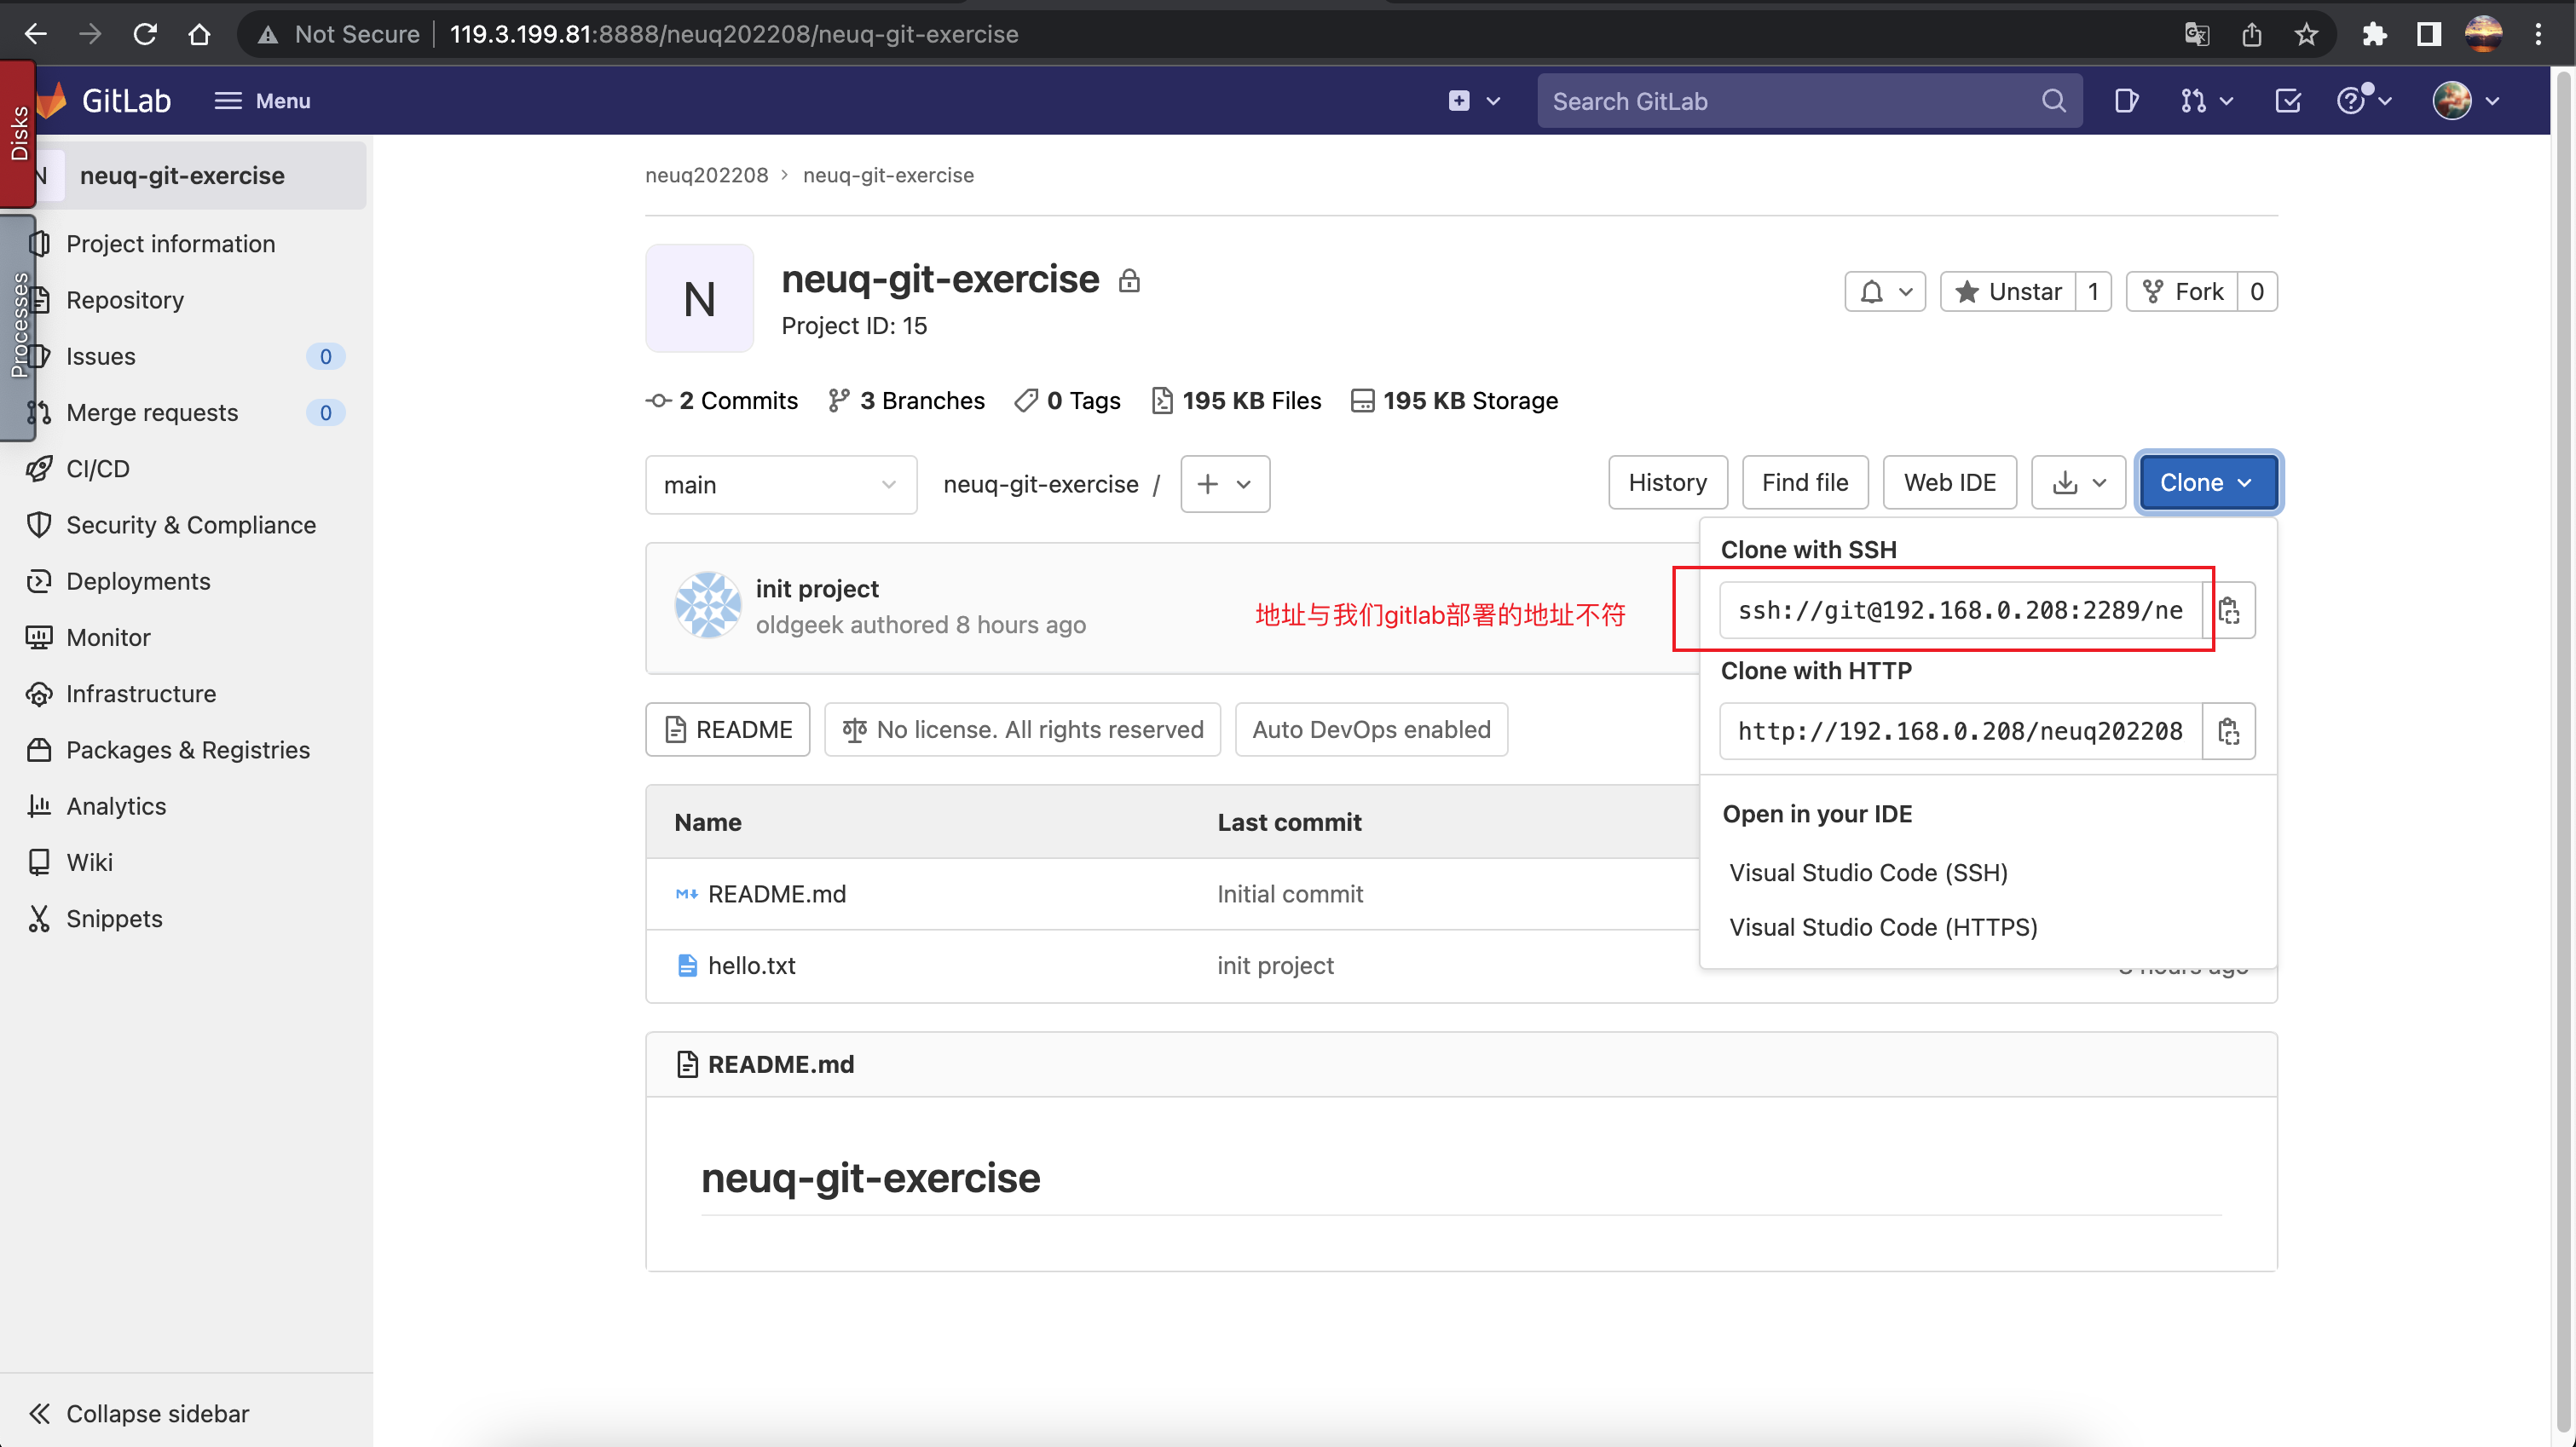 Not Secure 119.3.199.81:8888/neuq202208/neuq-git-exercise
Disks
Processes
GitLab Menu Search GitLab
N neuq-git-exercise
Project information
Repository
Issues 0
Merge requests 0
CI/CD
Security & Compliance
Deployments
Monitor
Infrastructure
Packages & Registries
Analytics
Wiki
Snippets
Collapse sidebar
neuq202208 > neuq-git-exercise
N
neuq-git-exercise
Project ID: 15
Unstar 1 Fork 0
2 Commits 3 Branches 0 Tags 195 KB Files 195 KB Storage
main neuq-git-exercise / + History Find file Web IDE Clone
init project
oldgeek authored 8 hours ago
地址与我们gitlab部署的地址不符
Clone with SSH
ssh://git@192.168.0.208:2289/ne
Clone with HTTP
http://192.168.0.208/neuq202208
Open in your IDE
Visual Studio Code (SSH)
Visual Studio Code (HTTPS)
README No license. All rights reserved Auto DevOps enabled
Name Last commit
README.md Initial commit
hello.txt init project hours ago
README.md
neuq-git-exercise